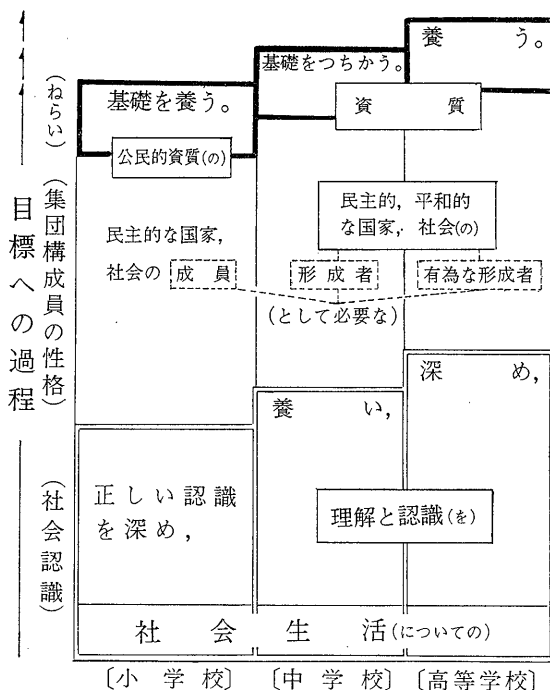 養う。
基礎をつちかう。
基礎を養う。
資質
公民的資質(の)
民主的，平和的
な国家，社会(の)
民主的な国家，
社会の 成員
形成者
有為な形成者
(として必要な)
深め，
養い，
正しい認識
を深め，
理解と認識(を)
社会生活(についての)
〔小学校〕
〔中学校〕
〔高等学校〕
目標への過程
(ねらい)
(集団構成員の性格)
(社会認識)